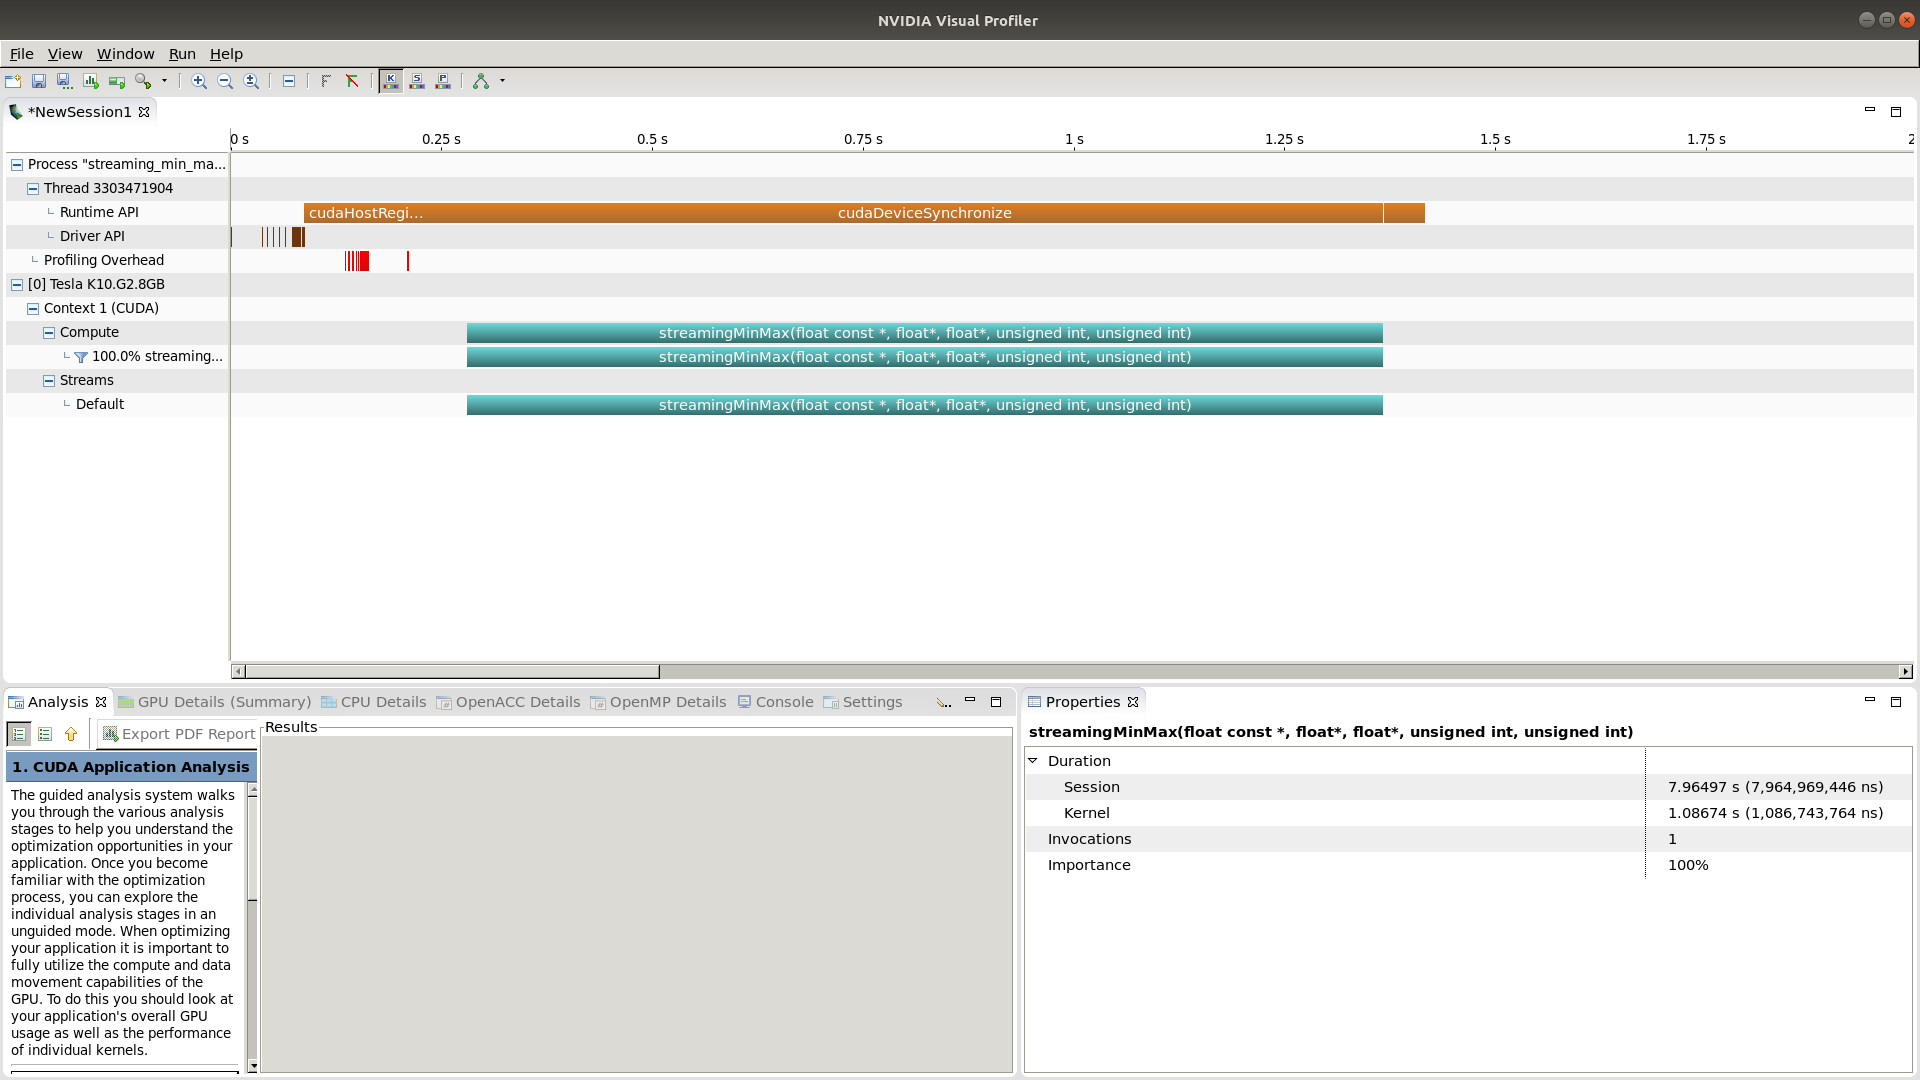 NVIDIA Visual Profiler
File View Window Run Help
*NewSession1
0 s 0.25 s 0.5 s 0.75 s 1 s 1.25 s 1.5 s 1.75 s 2
Process "streaming_min_ma...
Thread 3303471904
Runtime API cudaHostRegi... cudaDeviceSynchronize
Driver API
Profiling Overhead
[0] Tesla K10.G2.8GB
Context 1 (CUDA)
Compute streamingMinMax(float const *, float*, float*, unsigned int, unsigned int)
100.0% streaming... streamingMinMax(float const *, float*, float*, unsigned int, unsigned int)
Streams
Default streamingMinMax(float const *, float*, float*, unsigned int, unsigned int)
Analysis GPU Details (Summary) CPU Details OpenACC Details OpenMP Details Console Settings
Export PDF Report
Results
1. CUDA Application Analysis
The guided analysis system walks
you through the various analysis
stages to help you understand the
optimization opportunities in your
application. Once you become
familiar with the optimization
process, you can explore the
individual analysis stages in an
unguided mode. When optimizing
your application it is important to
fully utilize the compute and data
movement capabilities of the
GPU. To do this you should look at
your application's overall GPU
usage as well as the performance
of individual kernels.
Properties
streamingMinMax(float const *, float*, float*, unsigned int, unsigned int)
Duration
Session 7.96497 s (7,964,969,446 ns)
Kernel 1.08674 s (1,086,743,764 ns)
Invocations 1
Importance 100%